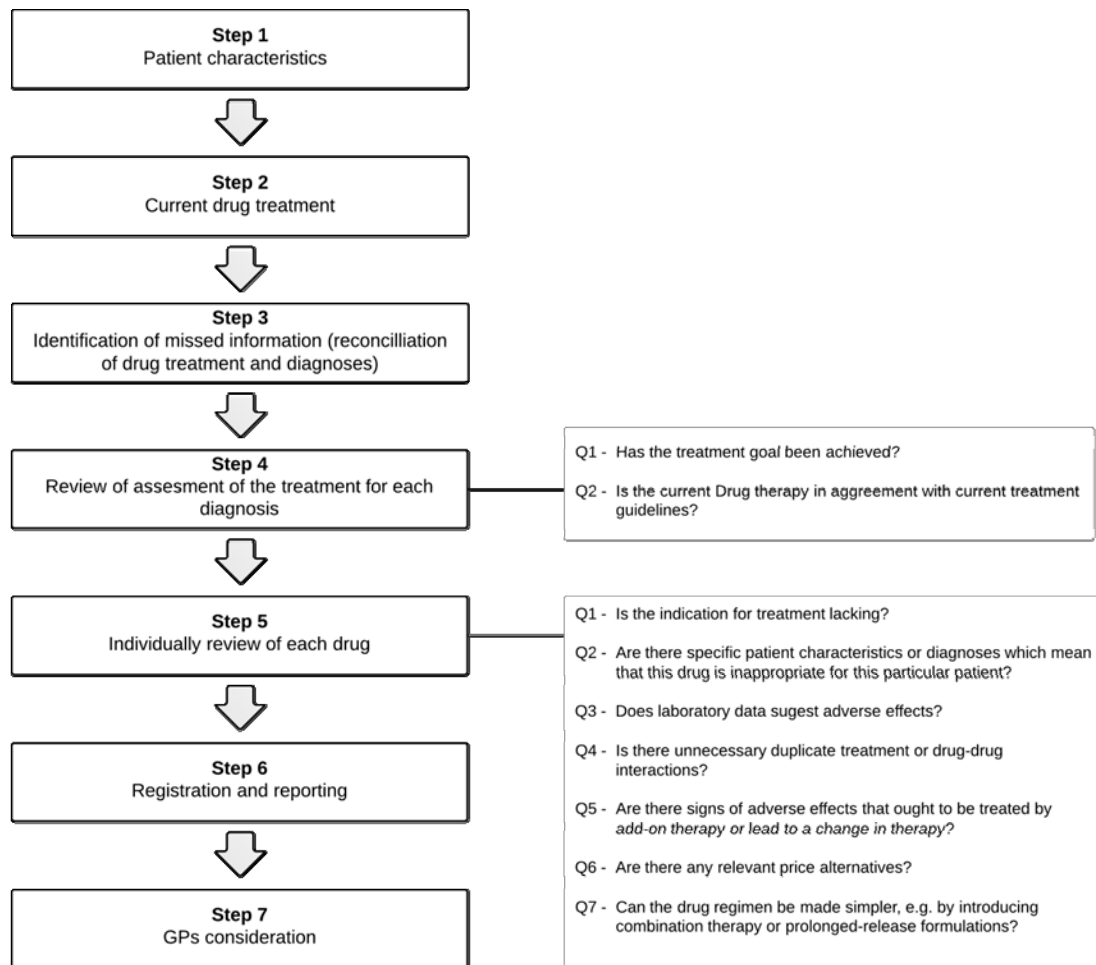 Step 1
Patient characteristics
Step 2
Current drug treatment
Step 3
Identification of missed information (reconcilliation
of drug treatment and diagnoses)
Step 4
Review of assesment of the treatment for each
diagnosis
Q1 - Has the treatment goal been achieved?
Q2 - Is the current Drug therapy in aggreement with current treatment
guidelines?
Step 5
Individually review of each drug
Q1 - Is the indication for treatment lacking?
Q2 - Are there specific patient characteristics or diagnoses which mean
that this drug is inappropriate for this particular patient?
Q3 - Does laboratory data sugest adverse effects?
Q4 - Is there unnecessary duplicate treatment or drug-drug
interactions?
Q5 - Are there signs of adverse effects that ought to be treated by
add-on therapy or lead to a change in therapy?
Q6 - Are there any relevant price alternatives?
Q7 - Can the drug regimen be made simpler, e.g. by introducing
combination therapy or prolonged-release formulations?
Step 6
Registration and reporting
Step 7
GPs consideration